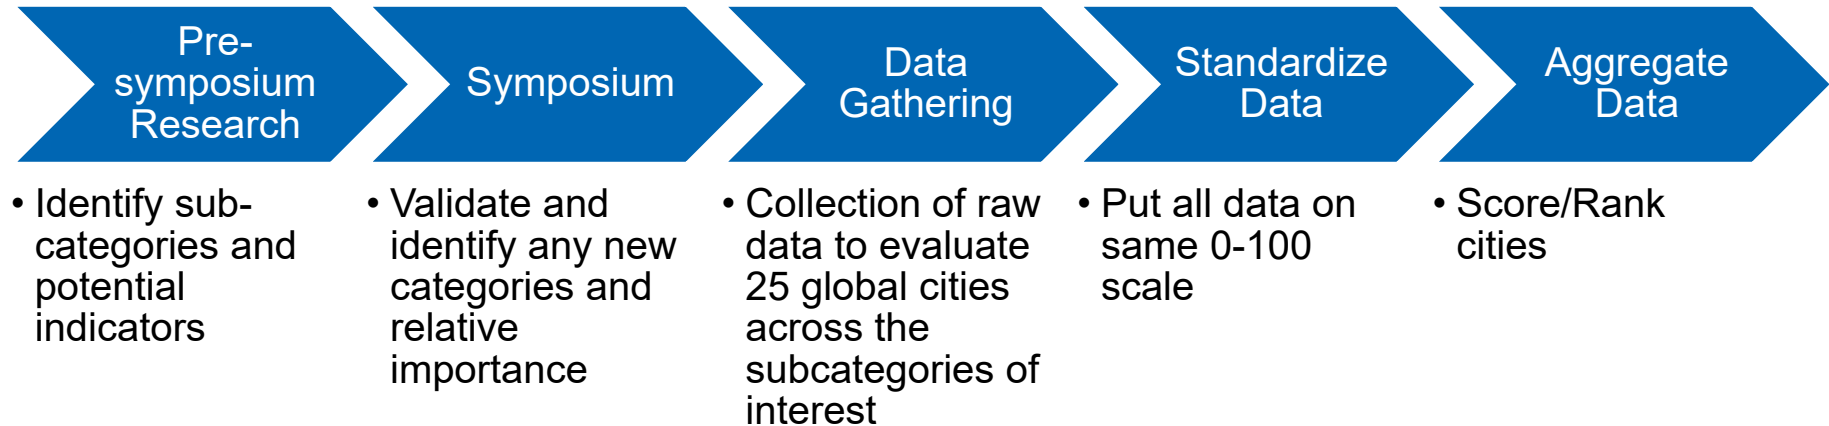 Pre-
symposium
Research
Symposium
Data
Gathering
Standardize
Data
Aggregate
Data
• Identify sub-
categories and
potential
indicators
• Validate and
identify any new
categories and
relative
importance
• Collection of raw
data to evaluate
25 global cities
across the
subcategories of
interest
• Put all data on
same 0-100
scale
• Score/Rank
cities